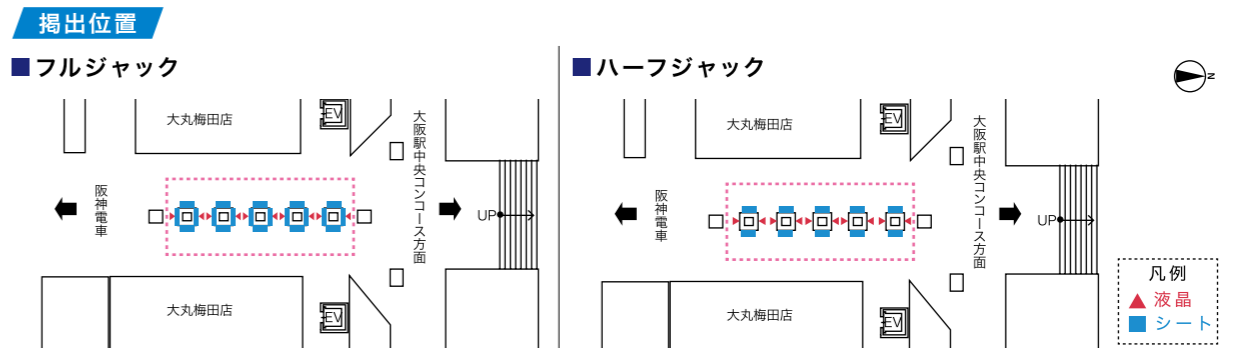 掲出位置
■フルジャック
大丸梅田店
EV
大阪駅中央コンコース方面
阪神電車
UP
大丸梅田店
EV
■ハーフジャック
N
大丸梅田店
EV
大阪駅中央コンコース方面
阪神電車
UP
大丸梅田店
EV
凡例
▲ 液晶
■ シート